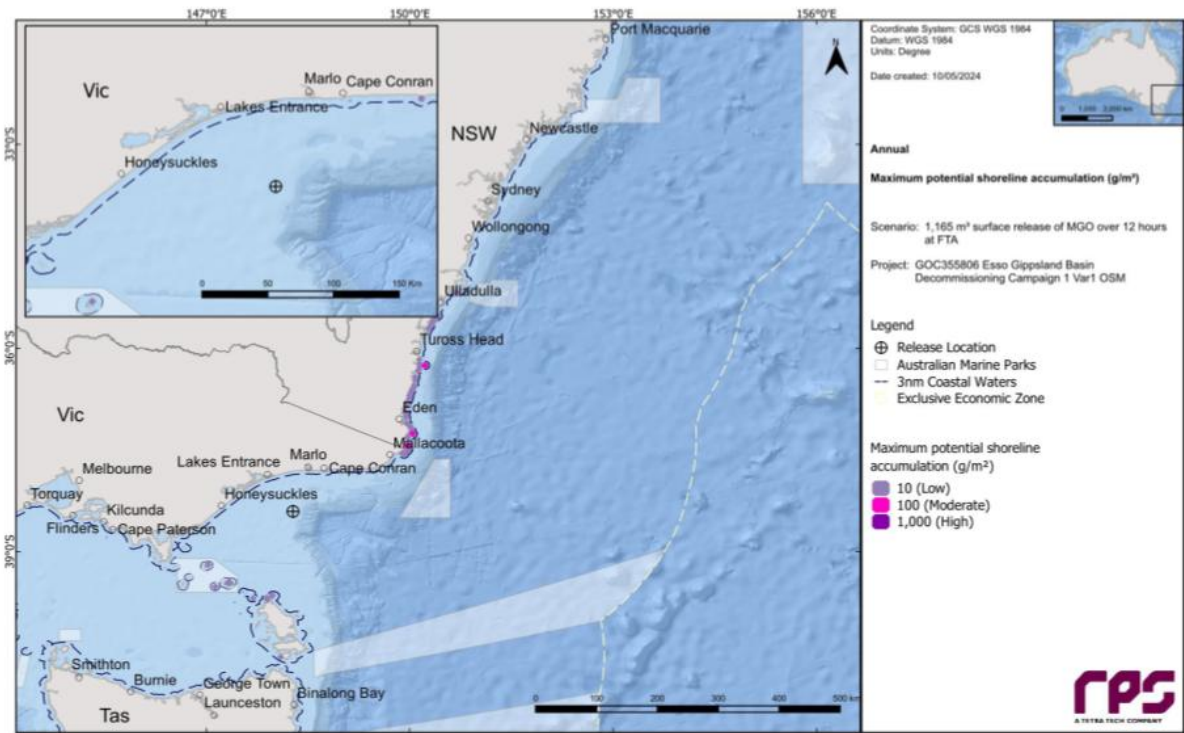 147°0'E 150°0'E 153°0'E 156°0'E
33°0'S
36°0'S
39°0'S
Vic
Marlo
Cape Conran
Lakes Entrance
Honeysuckles
0 50 100 150 Km
N
Port Macquarie
NSW
Newcastle
Sydney
Wollongong
Ulladulla
Tuross Head
Eden
Mallacoota
Vic
Melbourne
Lakes Entrance
Marlo
Cape Conran
Torquay
Honeysuckles
Kilcunda
Flinders
Cape Paterson
Smithton
Burnie
George Town
Launceston
Binalong Bay
Tas
0 100 200 300 400 500 km
Coordinate System: GCS WGS 1984
Datum: WGS 1984
Units: Degree
Date created: 10/05/2024
0 1,000 2,000 km
Annual
Maximum potential shoreline accumulation (g/m²)
Scenario: 1,165 m³ surface release of MGO over 12 hours
at FTA
Project: GOC355806 Esso Gippsland Basin
Decommissioning Campaign 1 Var1 OSM
Legend
Release Location
Australian Marine Parks
3nm Coastal Waters
Exclusive Economic Zone
Maximum potential shoreline
accumulation (g/m²)
10 (Low)
100 (Moderate)
1,000 (High)
rps
A TETRA TECH COMPANY